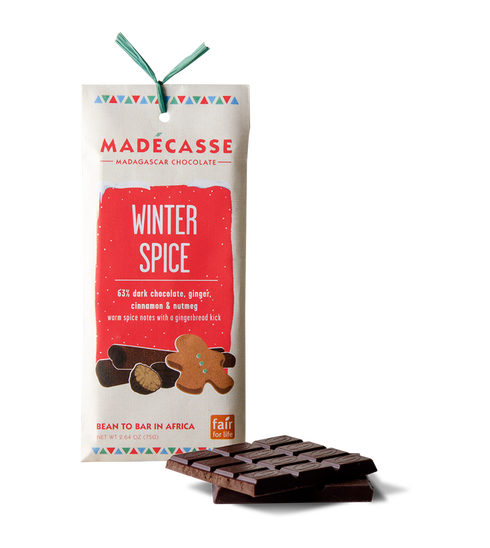 MADÉCASSE
MADAGASCAR CHOCOLATE
WINTER
SPICE
63% dark chocolate, ginger,
cinnamon & nutmeg
warm spice notes with a gingerbread kick
BEAN TO BAR IN AFRICA
NET WT 2.64 OZ (75G)
fair
for life